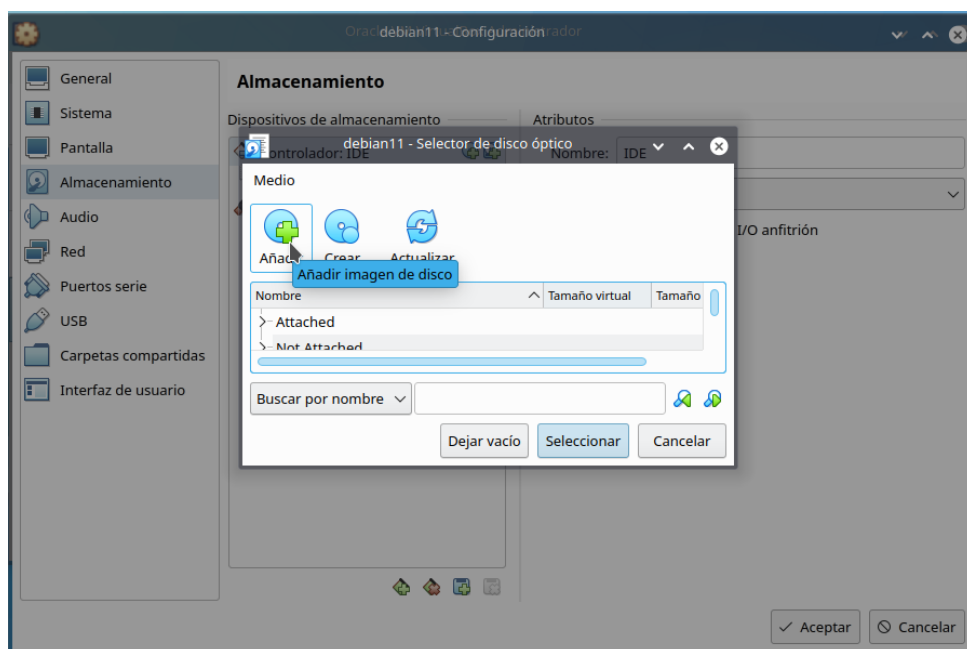 debian11 - Configuración
General
Sistema
Pantalla
Almacenamiento
Audio
Red
Puertos serie
USB
Carpetas compartidas
Interfaz de usuario
Almacenamiento
Dispositivos de almacenamiento
Atributos
IDE
Nombre: IDE
I/O anfitrión
debian11 - Selector de disco óptico
Medio
Crear
Actualizar
Añadir imagen de disco
Nombre
Tamaño virtual
Tamaño
Attached
Not Attached
Buscar por nombre
Dejar vacío
Seleccionar
Cancelar
Aceptar
Cancelar